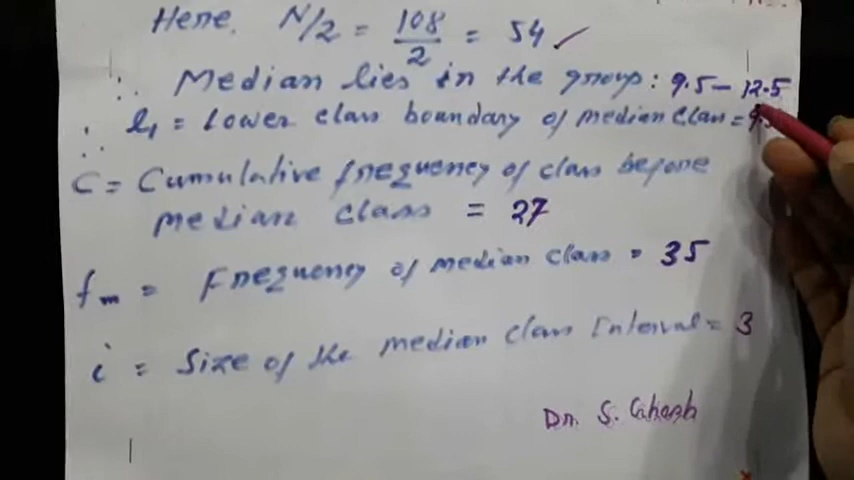 Here, N/2 = 108/2 = 54 ✓
∴ Median lies in the group: 9.5 – 12.5
∴ l₁ = Lower class boundary of median class = 9.
C = Cumulative frequency of class before
median class = 27
fm = Frequency of median class = 35
i = Size of the median class Interval = 3
Dr. S. Ghosh